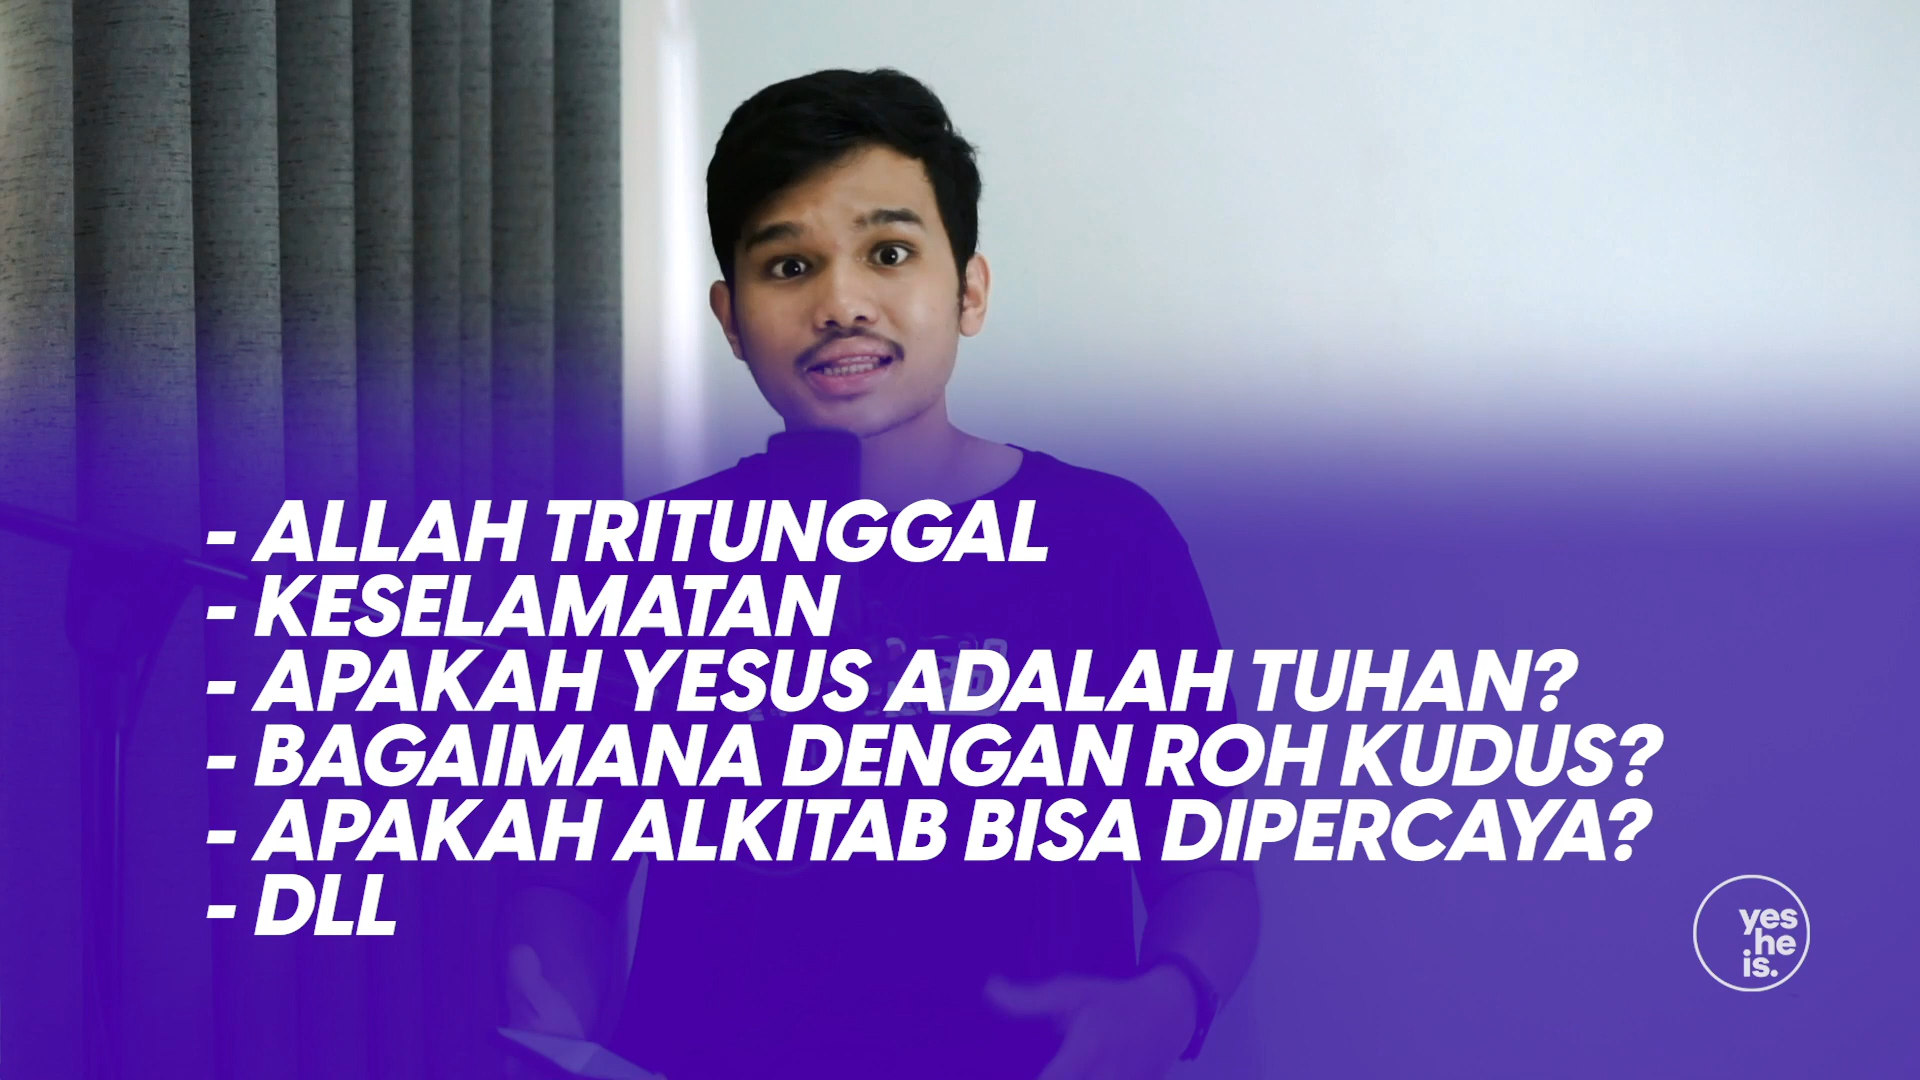 - ALLAH TRITUNGGAL
- KESELAMATAN
- APAKAH YESUS ADALAH TUHAN?
- BAGAIMANA DENGAN ROH KUDUS?
- APAKAH ALKITAB BISA DIPERCAYA?
- DLL
yes
.he
is.